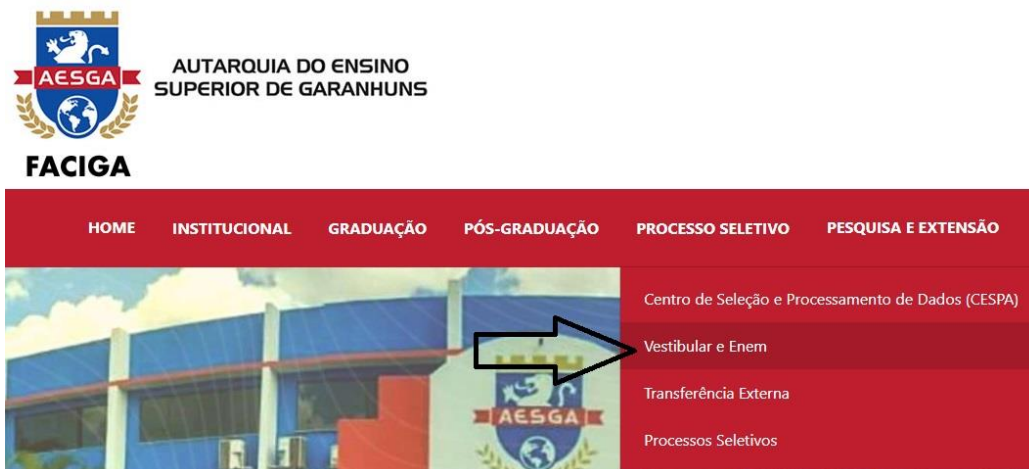 AESGA
AUTARQUIA DO ENSINO
SUPERIOR DE GARANHUNS
FACIGA
HOME INSTITUCIONAL GRADUAÇÃO PÓS-GRADUAÇÃO PROCESSO SELETIVO PESQUISA E EXTENSÃO
Centro de Seleção e Processamento de Dados (CESPA)
Vestibular e Enem
Transferência Externa
AESGA
Processos Seletivos